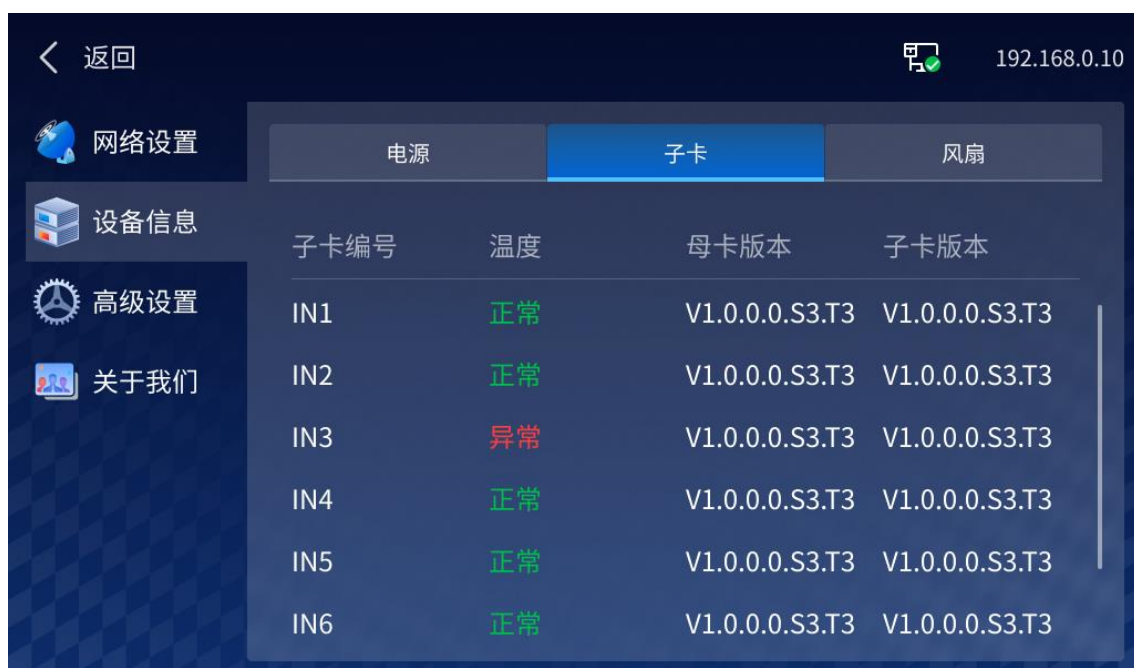 返回
192.168.0.10
网络设置
设备信息
高级设置
关于我们
电源 子卡 风扇
子卡编号 温度 母卡版本 子卡版本
IN1 正常 V1.0.0.0.S3.T3 V1.0.0.0.S3.T3
IN2 正常 V1.0.0.0.S3.T3 V1.0.0.0.S3.T3
IN3 异常 V1.0.0.0.S3.T3 V1.0.0.0.S3.T3
IN4 正常 V1.0.0.0.S3.T3 V1.0.0.0.S3.T3
IN5 正常 V1.0.0.0.S3.T3 V1.0.0.0.S3.T3
IN6 正常 V1.0.0.0.S3.T3 V1.0.0.0.S3.T3